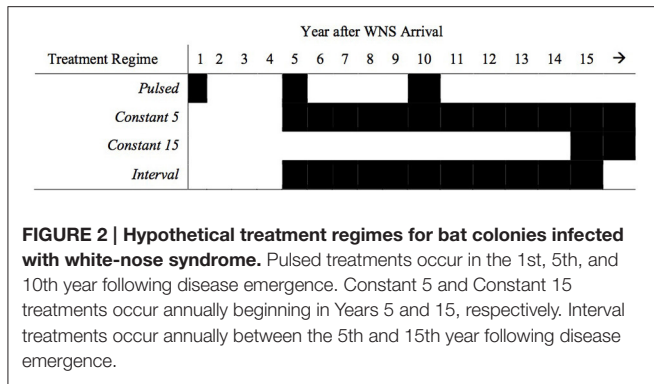 Year after WNS Arrival
Treatment Regime 1 2 3 4 5 6 7 8 9 10 11 12 13 14 15 →
Pulsed
Constant 5
Constant 15
Interval
FIGURE 2 | Hypothetical treatment regimes for bat colonies infected
with white-nose syndrome. Pulsed treatments occur in the 1st, 5th, and
10th year following disease emergence. Constant 5 and Constant 15
treatments occur annually beginning in Years 5 and 15, respectively. Interval
treatments occur annually between the 5th and 15th year following disease
emergence.